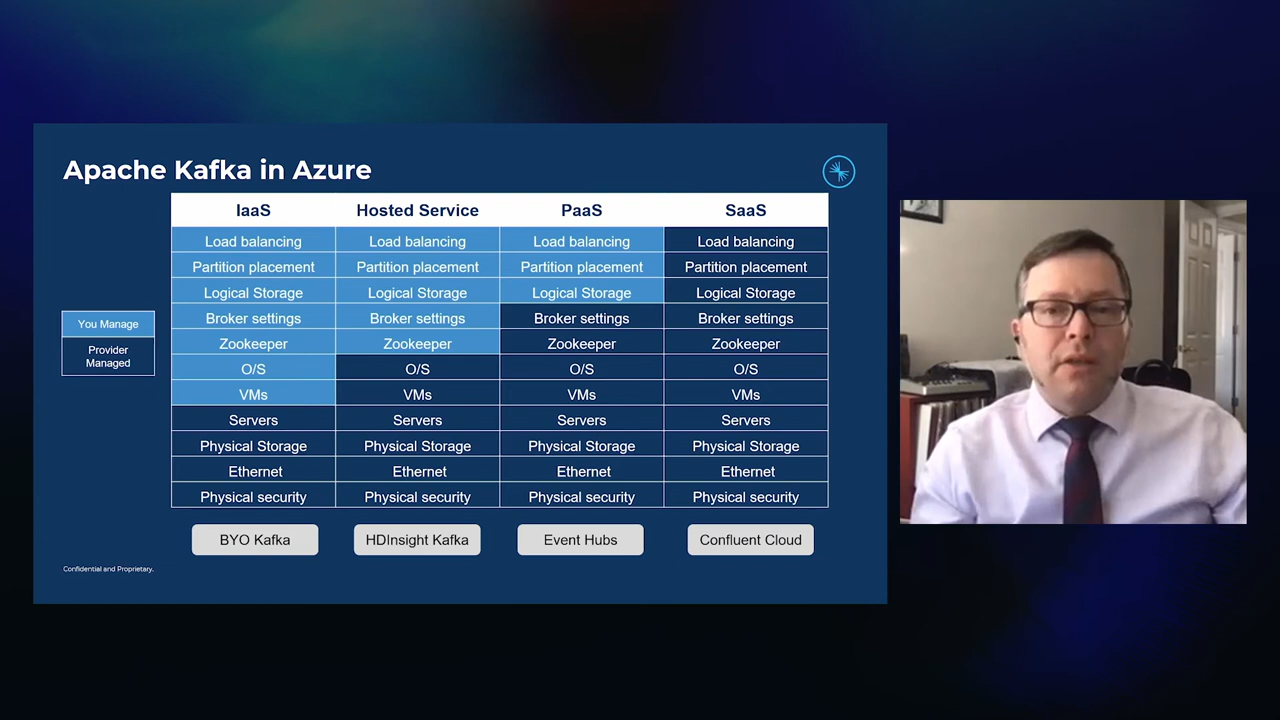 Apache Kafka in Azure
IaaS Hosted Service PaaS SaaS
Load balancing Load balancing Load balancing Load balancing
Partition placement Partition placement Partition placement Partition placement
Logical Storage Logical Storage Logical Storage Logical Storage
Broker settings Broker settings Broker settings Broker settings
You Manage
Zookeeper Zookeeper Zookeeper Zookeeper
Provider
Managed
O/S O/S O/S O/S
VMs VMs VMs VMs
Servers Servers Servers Servers
Physical Storage Physical Storage Physical Storage Physical Storage
Ethernet Ethernet Ethernet Ethernet
Physical security Physical security Physical security Physical security
BYO Kafka HDInsight Kafka Event Hubs Confluent Cloud
Confidential and Proprietary.